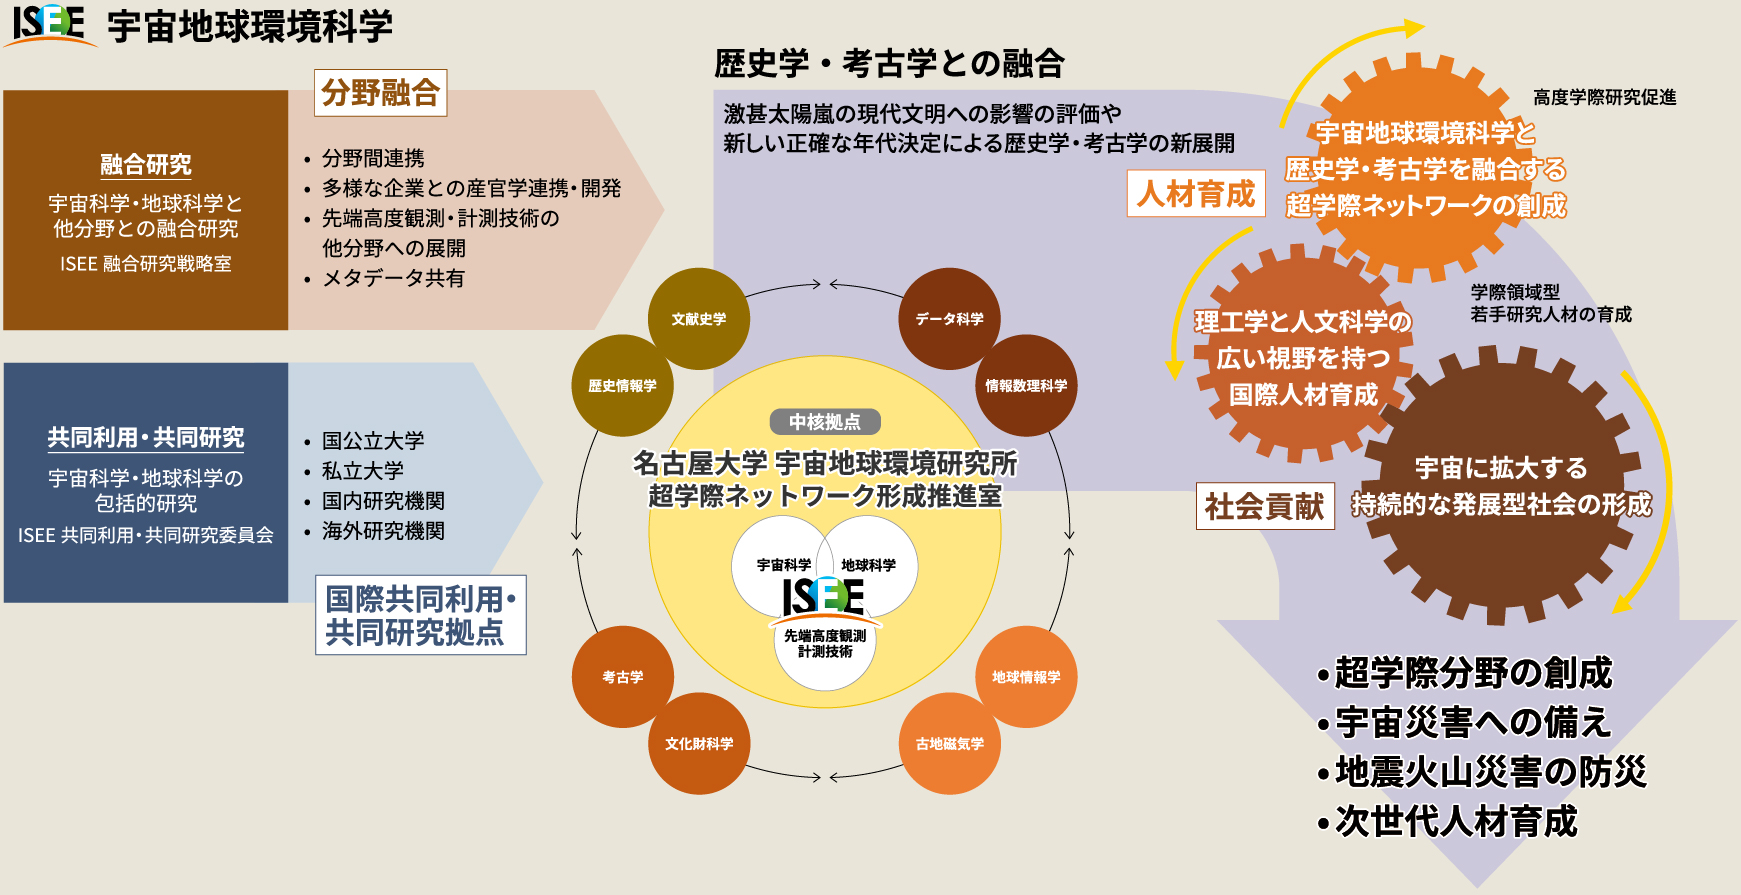 ISEE 宇宙地球環境科学
分野融合
融合研究
宇宙科学・地球科学と
他分野との融合研究
ISEE 融合研究戦略室
• 分野間連携
• 多様な企業との産官学連携・開発
• 先端高度観測・計測技術の
他分野への展開
• メタデータ共有
共同利用・共同研究
宇宙科学・地球科学の
包括的研究
ISEE 共同利用・共同研究委員会
• 国公立大学
• 私立大学
• 国内研究機関
• 海外研究機関
国際共同利用・
共同研究拠点
歴史学・考古学との融合
激甚太陽嵐の現代文明への影響の評価や
新しい正確な年代決定による歴史学・考古学の新展開
文献史学
歴史情報学
データ科学
情報数理科学
中核拠点
名古屋大学 宇宙地球環境研究所
超学際ネットワーク形成推進室
宇宙科学
地球科学
ISEE
先端高度観測
計測技術
考古学
文化財科学
地球情報学
古地磁気学
高度学際研究促進
宇宙地球環境科学と
歴史学・考古学を融合する
超学際ネットワークの創成
人材育成
学際領域型
若手研究人材の育成
理工学と人文科学の
広い視野を持つ
国際人材育成
社会貢献
宇宙に拡大する
持続的な発展型社会の形成
•超学際分野の創成
•宇宙災害への備え
•地震火山災害の防災
•次世代人材育成